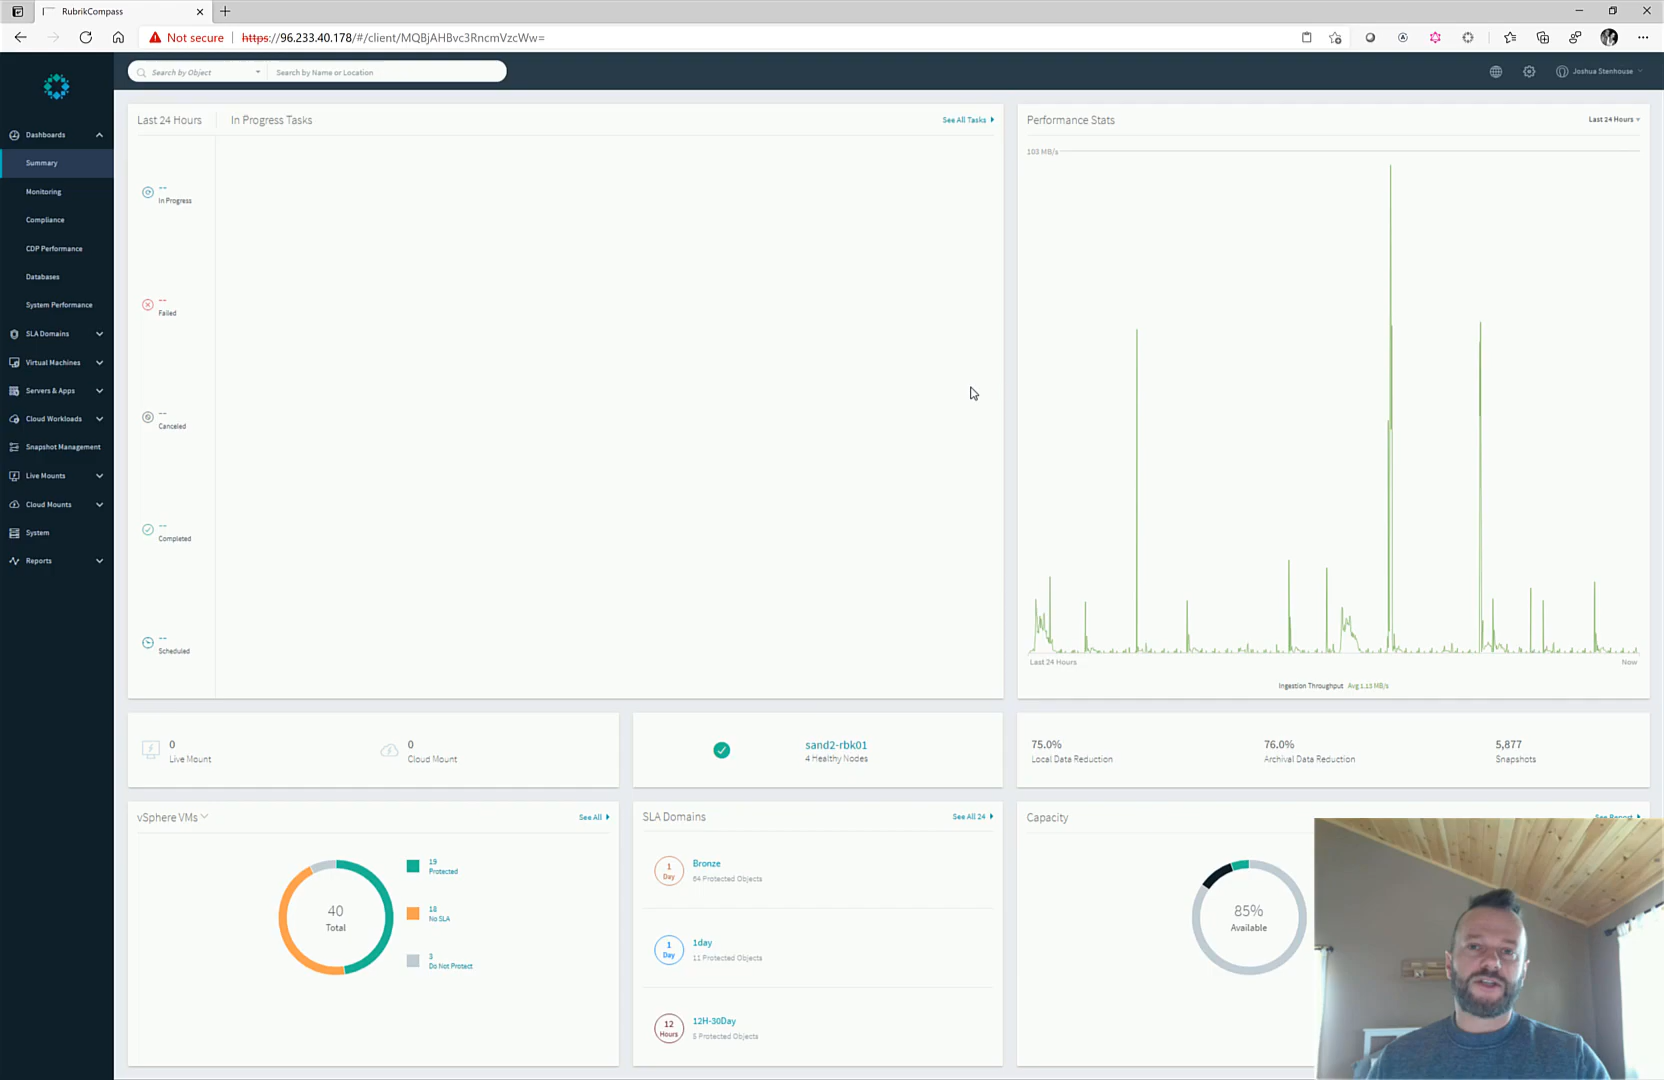 RubrikCompass
Not secure
https://96.233.40.178/#/client/MQBjAHBvc3RncmVzcWw=
Search by Object
Search by Name or Location
Joshua Stenhouse
Dashboards
Summary
Monitoring
Compliance
CDP Performance
Databases
System Performance
SLA Domains
Virtual Machines
Servers & Apps
Cloud Workloads
Snapshot Management
Live Mounts
Cloud Mounts
System
Reports
Last 24 Hours
In Progress Tasks
See All Tasks
--
In Progress
--
Failed
--
Canceled
--
Completed
--
Scheduled
Performance Stats
Last 24 Hours
103 MB/s
Last 24 Hours
Now
Ingestion Throughput Avg 1.13 MB/s
0
Live Mount
0
Cloud Mount
sand2-rbk01
4 Healthy Nodes
75.0%
Local Data Reduction
76.0%
Archival Data Reduction
5,877
Snapshots
vSphere VMs
See All
40
Total
19
Protected
18
No SLA
3
Do Not Protect
SLA Domains
See All 24
1
Day
Bronze
64 Protected Objects
1
Day
1day
11 Protected Objects
12
Hours
12H-30Day
5 Protected Objects
Capacity
See Report
85%
Available